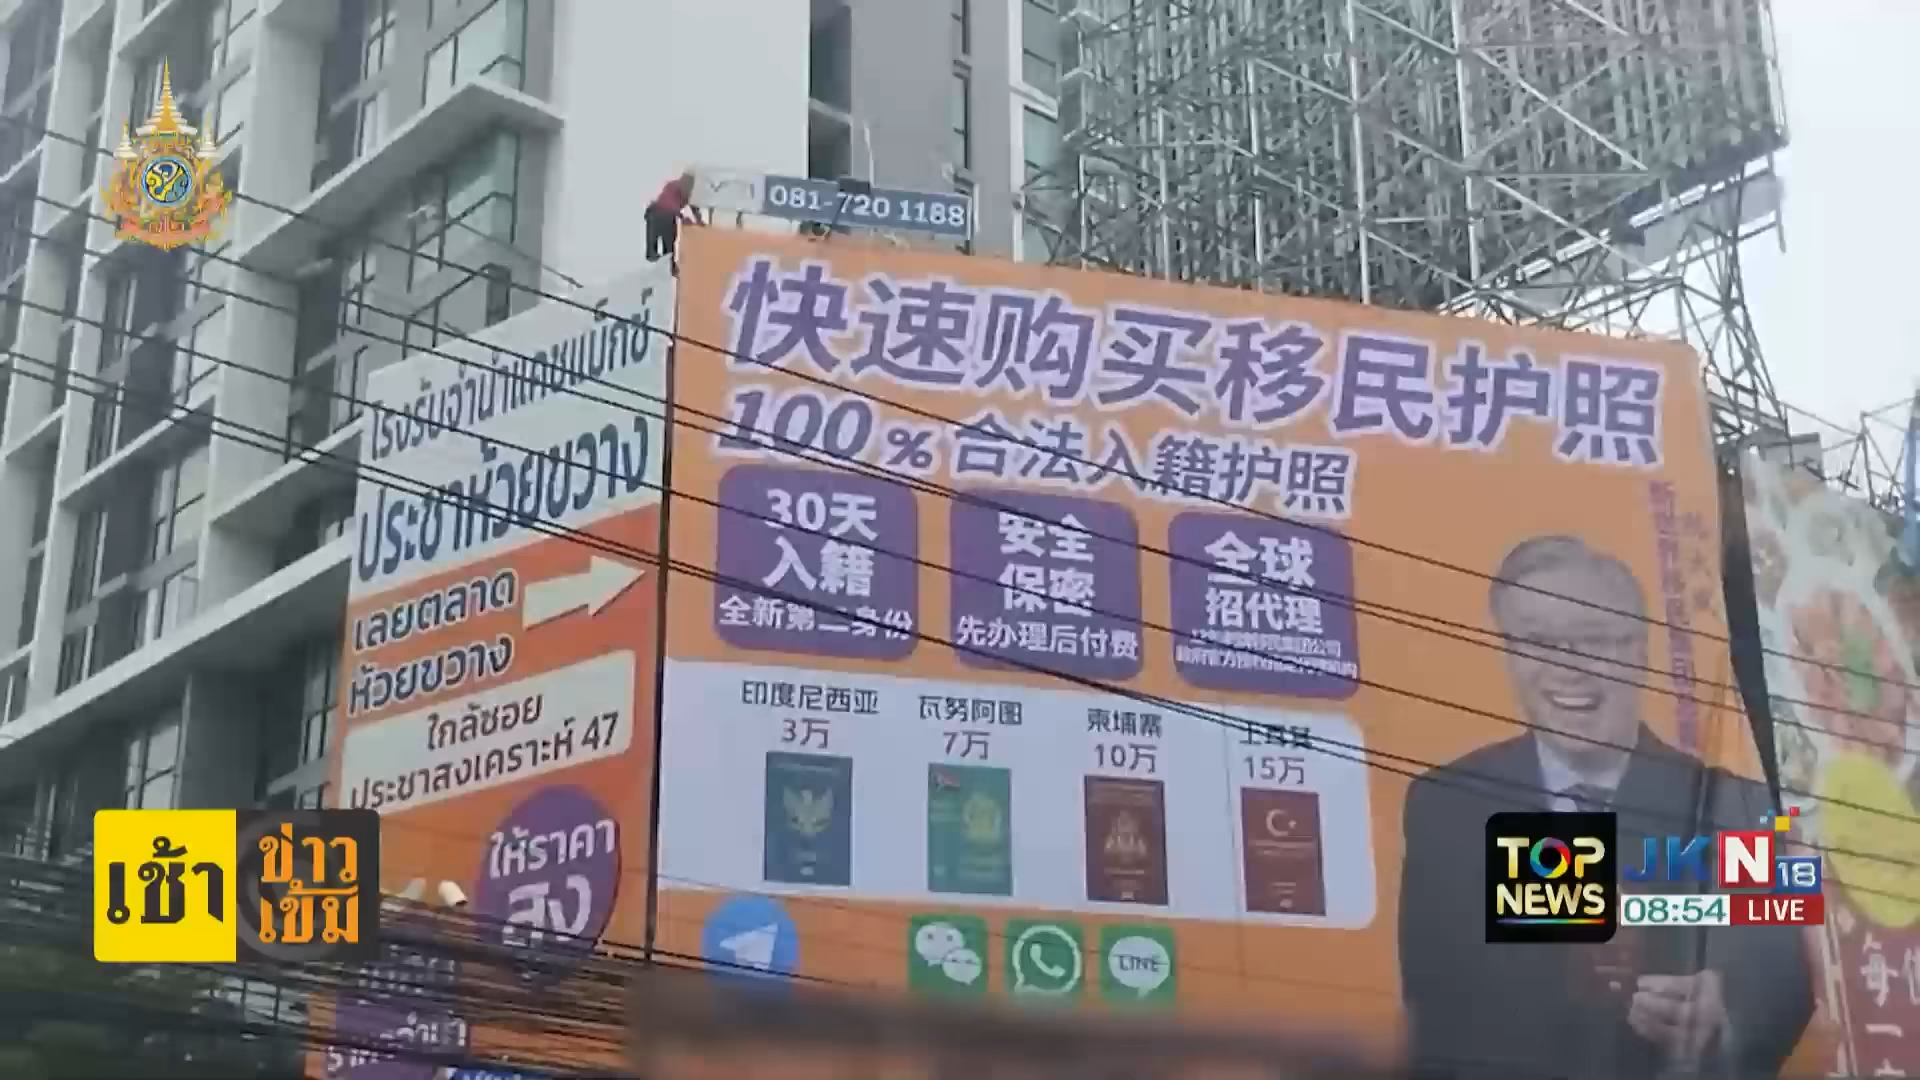 081-720 1188
快速购买移民护照
100 % 合法入籍护照
30天
入籍
全新第二身份
安全
保密
先办理后付费
全球
招代理
印度尼西亚
3万
瓦努阿图
7万
柬埔寨
10万
土耳其
15万
LINE
โรงรับจำนำแคชแม็กซ์
ประชาห้วยขวาง
เลยตลาด
ห้วยขวาง
ใกล้ซอย
ประชาสงเคราะห์ 47
ให้ราคา
สูง
每
一
เช้า
ข่าว
เข้ม
TOP
NEWS
JKN18
08:54 LIVE